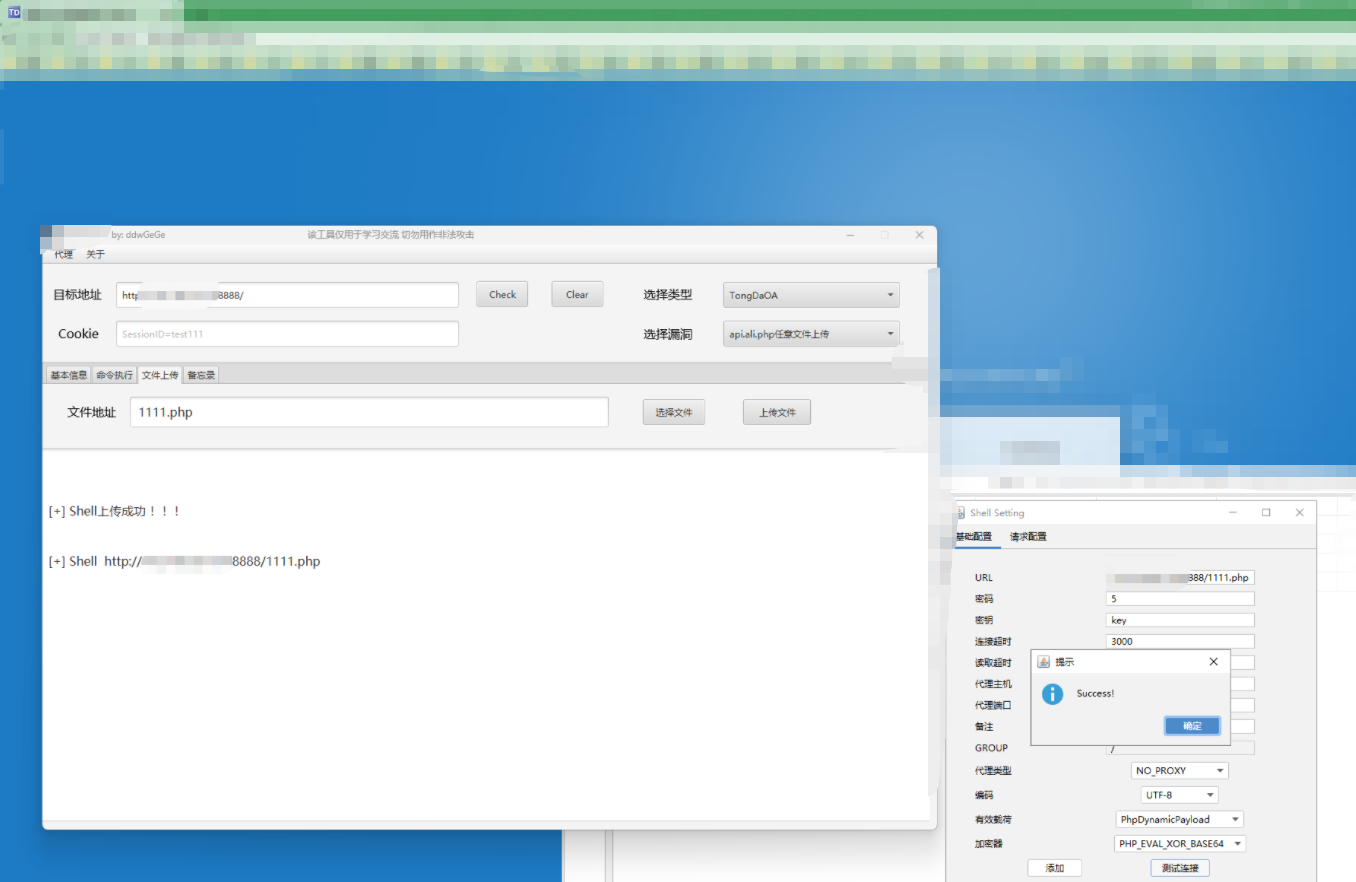 TD
by: ddwGeGe
该工具仅用于学习交流 切勿用作非法攻击
代理 关于
目标地址 htt 8888/ Check Clear 选择类型 TongDaOA
Cookie SessionID=test111 选择漏洞 api.ali.php任意文件上传
基本信息 命令执行 文件上传 备忘录
文件地址 1111.php 选择文件 上传文件
[+] Shell上传成功！！！
[+] Shell http:// 8888/1111.php
Shell Setting
基础配置 请求配置
URL 888/1111.php
密码 5
密钥 key
连接超时 3000
读取超时
代理主机
代理端口
备注
GROUP /
提示
Success!
确定
代理类型 NO_PROXY
编码 UTF-8
有效载荷 PhpDynamicPayload
加密器 PHP_EVAL_XOR_BASE64
添加 测试连接